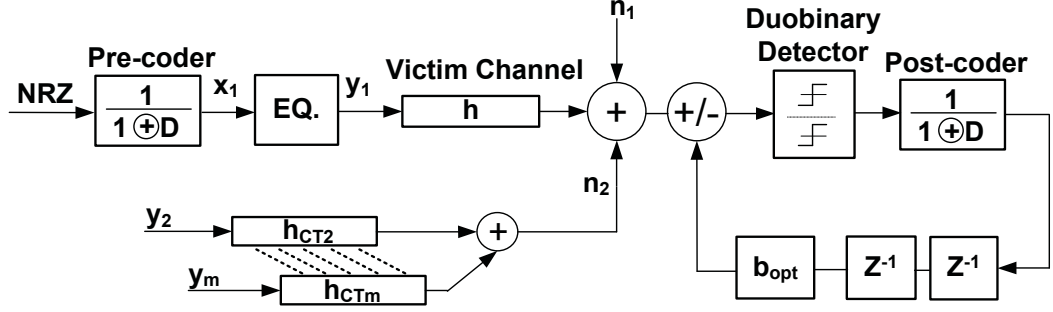 n₁
Duobinary
Detector
Pre-coder
Post-coder
NRZ
1
1 ⊕D
x₁
EQ.
y₁
Victim Channel
h
+
+/-
1
1 ⊕D
n₂
y₂
h_CT2
+
yₘ
h_CTm
b_opt
Z⁻¹
Z⁻¹